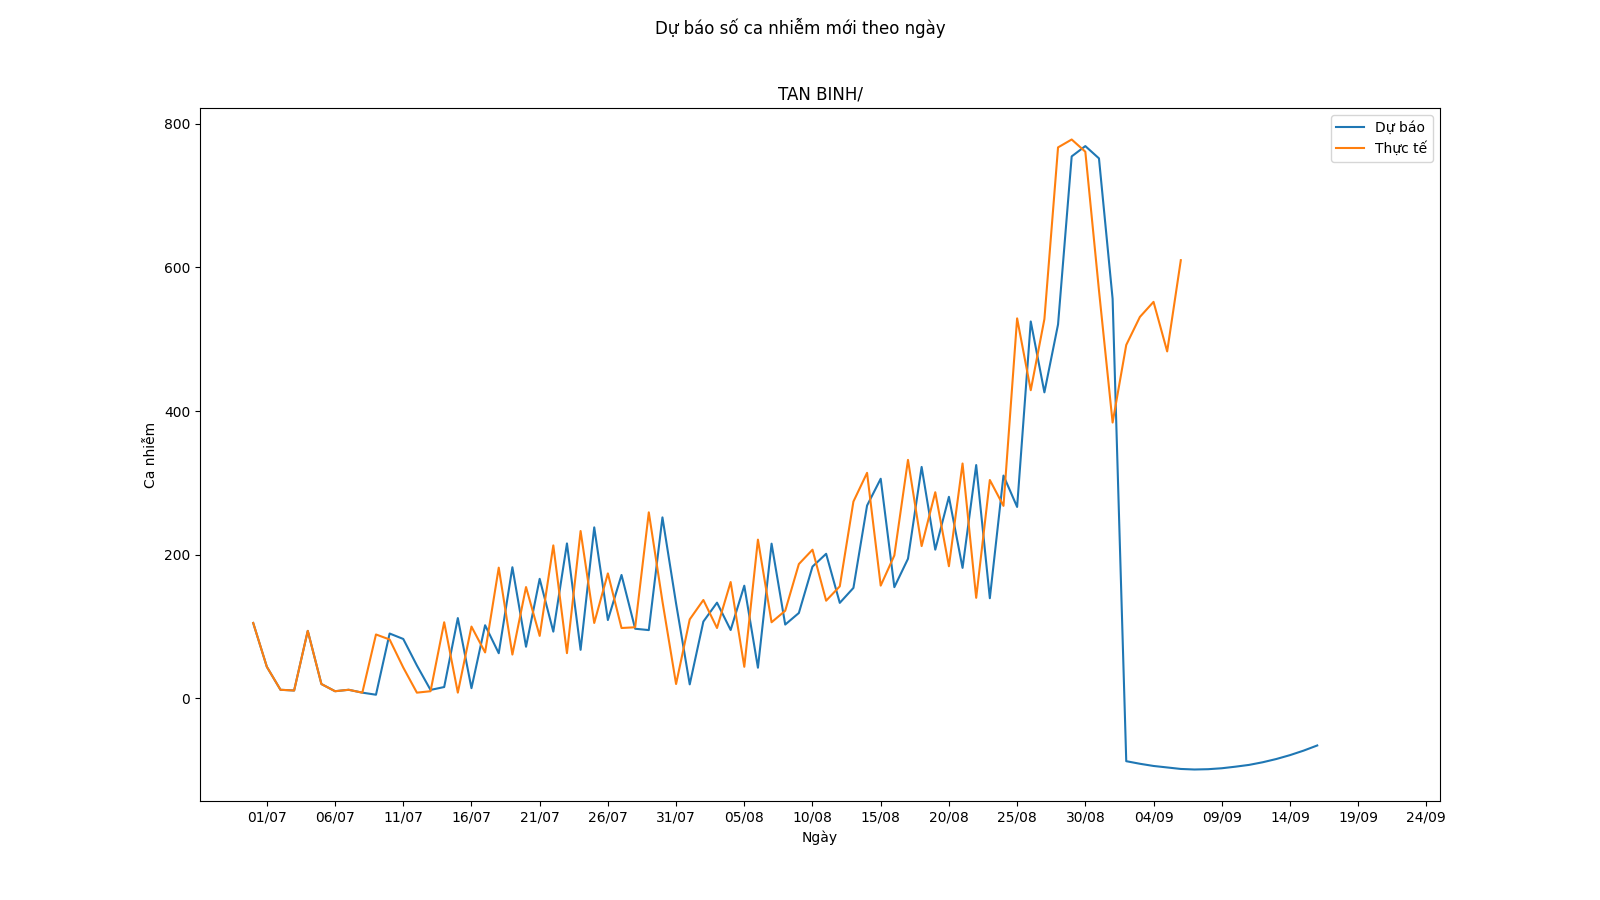 Dự báo số ca nhiễm mới theo ngày
TAN BINH/
Dự báo
Thực tế
800
600
400
200
0
Ca nhiễm
01/07 06/07 11/07 16/07 21/07 26/07 31/07 05/08 10/08 15/08 20/08 25/08 30/08 04/09 09/09 14/09 19/09 24/09
Ngày